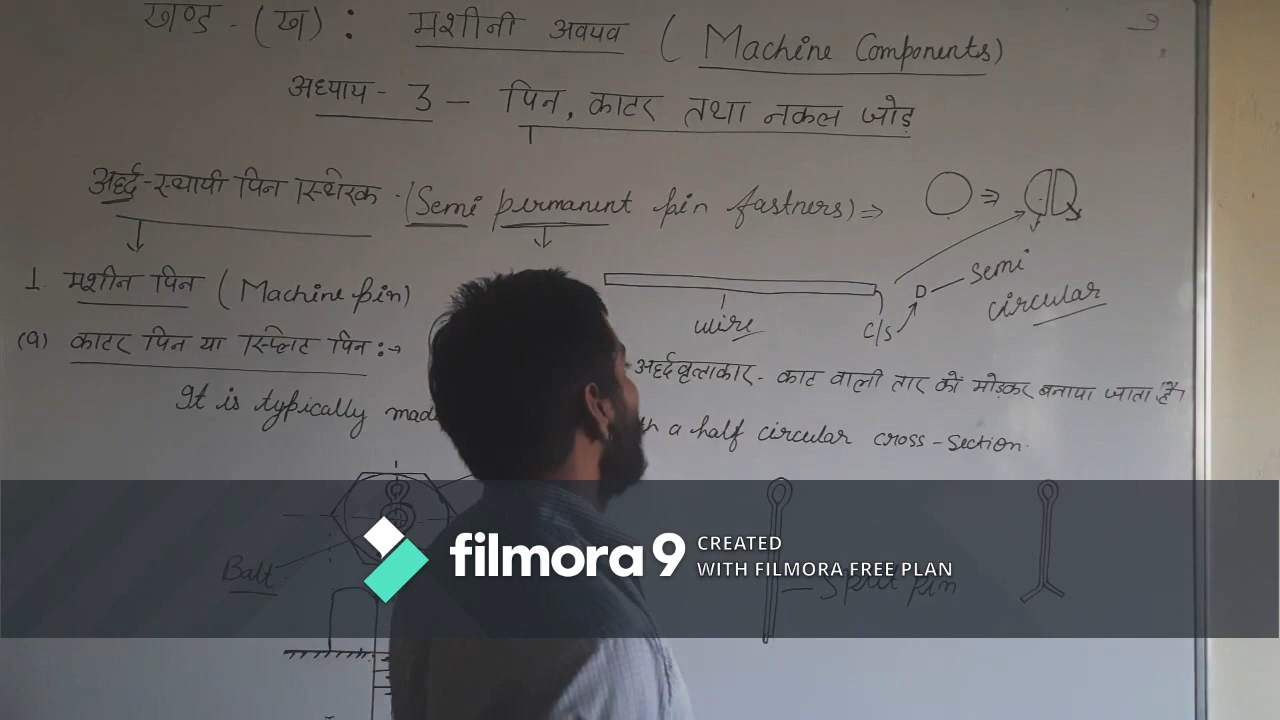 खण्ड - (ख) : मशीनी अवयव ( Machine Components)
अध्याय - 3 - पिन, काटर तथा नकल जोड़
अर्द्ध-स्थायी पिन स्थिरक - (Semi permanent pin fastners) ⇒ ⇒
1. मशीन पिन ( Machine pin)
wire
C/s
D
semi
circular
(a) काटर पिन या स्प्लिट पिन :→
अर्द्धवृत्ताकार - काट वाली तार को मोड़कर बनाया जाता है।
It is typically made
a half circular cross-section.
Bolt
Split pin
filmora 9 CREATED
WITH FILMORA FREE PLAN